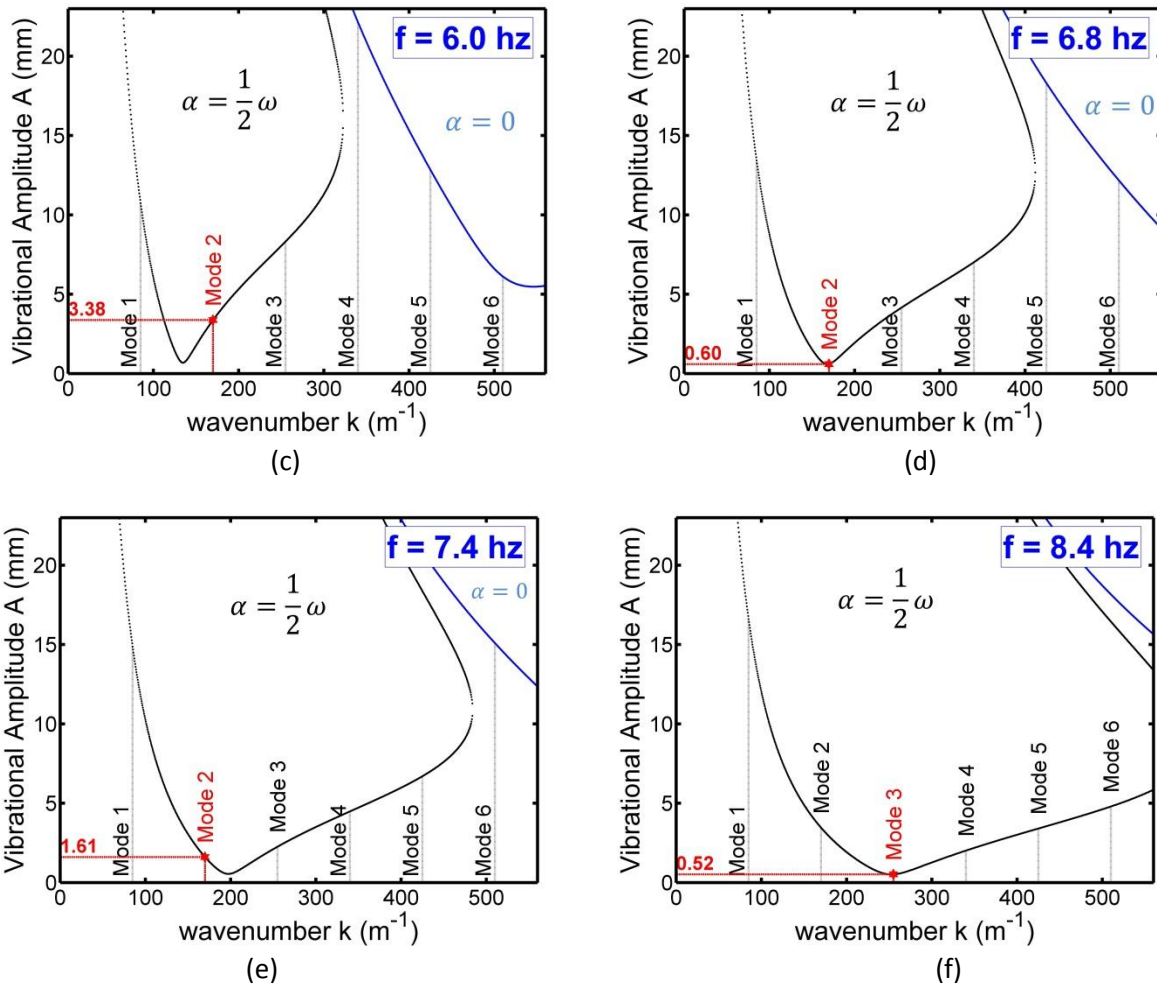 Vibrational Amplitude A (mm)
20
15
10
5
0
f = 6.0 hz
α = 1/2 ω
α = 0
3.38
Mode 1
Mode 2
Mode 3
Mode 4
Mode 5
Mode 6
0 100 200 300 400 500
wavenumber k (m⁻¹)
(c)
Vibrational Amplitude A (mm)
20
15
10
5
0
f = 6.8 hz
α = 1/2 ω
α = 0
0.60
Mode 1
Mode 2
Mode 3
Mode 4
Mode 5
Mode 6
0 100 200 300 400 500
wavenumber k (m⁻¹)
(d)
Vibrational Amplitude A (mm)
20
15
10
5
0
f = 7.4 hz
α = 1/2 ω
α = 0
1.61
Mode 1
Mode 2
Mode 3
Mode 4
Mode 5
Mode 6
0 100 200 300 400 500
wavenumber k (m⁻¹)
(e)
Vibrational Amplitude A (mm)
20
15
10
5
0
f = 8.4 hz
α = 1/2 ω
0.52
Mode 1
Mode 2
Mode 3
Mode 4
Mode 5
Mode 6
0 100 200 300 400 500
wavenumber k (m⁻¹)
(f)